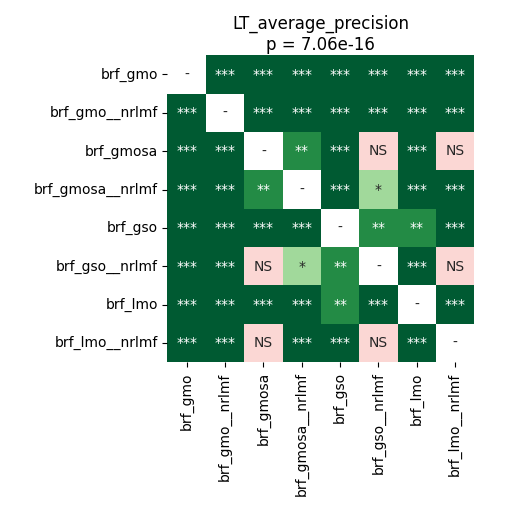 LT_average_precision
p = 7.06e-16
brf_gmo - *** *** *** *** *** *** ***
brf_gmo__nrlmf *** - *** *** *** *** *** ***
brf_gmosa *** *** - ** *** NS *** NS
brf_gmosa__nrlmf *** *** ** - *** * *** ***
brf_gso *** *** *** *** - ** ** ***
brf_gso__nrlmf *** *** NS * ** - *** NS
brf_lmo *** *** *** *** ** *** - ***
brf_lmo__nrlmf *** *** NS *** *** NS *** -
brf_gmo
brf_gmo__nrlmf
brf_gmosa
brf_gmosa__nrlmf
brf_gso
brf_gso__nrlmf
brf_lmo
brf_lmo__nrlmf